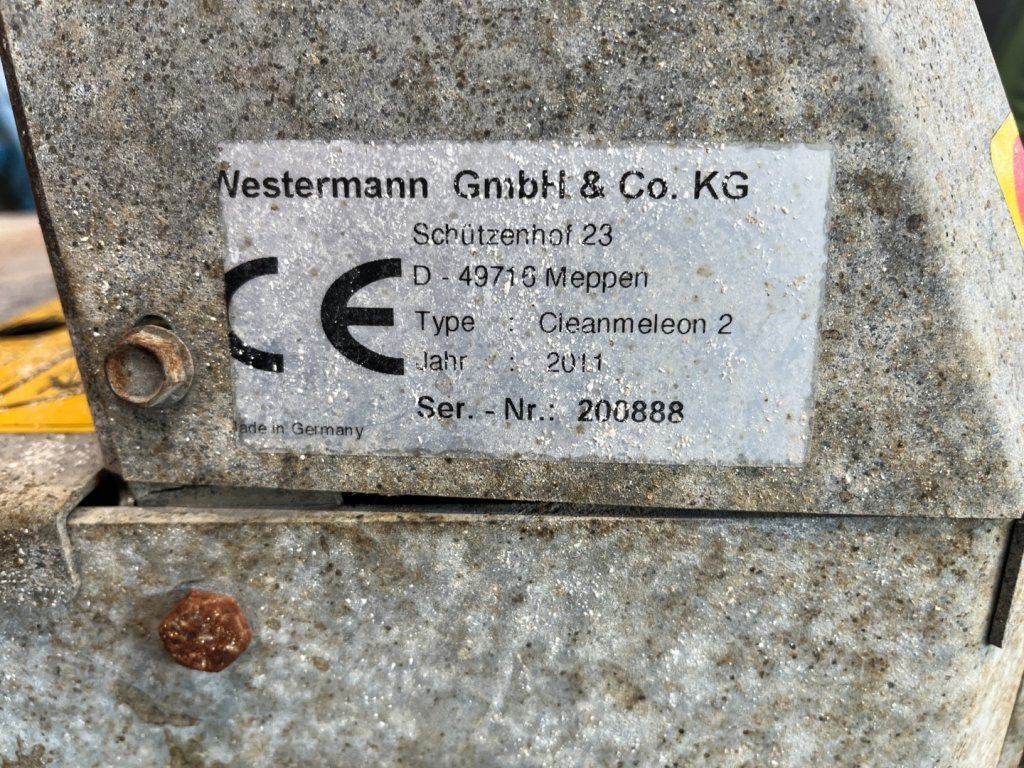 Westermann GmbH & Co. KG
Schützenhof 23
D - 49716 Meppen
CE
Type : Cleanmeleon 2
Jahr : 2011
Ser. - Nr.: 200888
Made in Germany